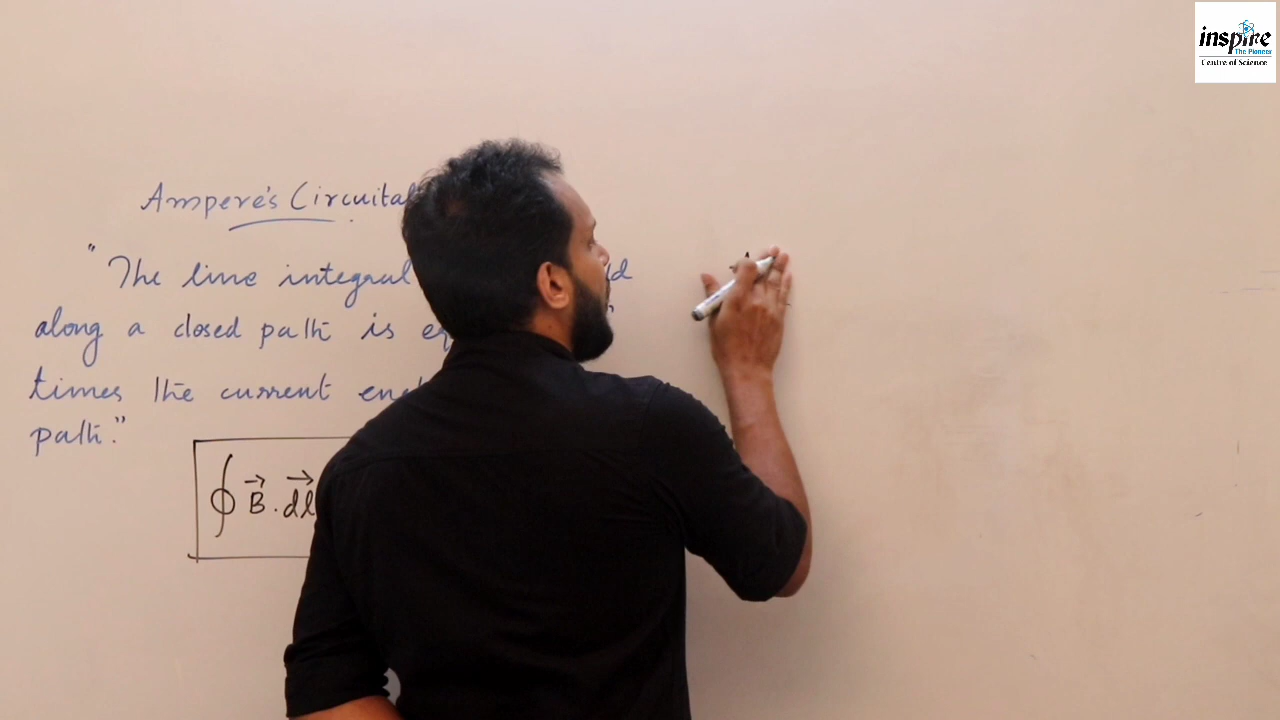 Ampere's Circuital
"The line integral
along a closed path is
times the current
path."
∮ B⃗ . dl⃗
inspire
The Pioneer
Centre of Science